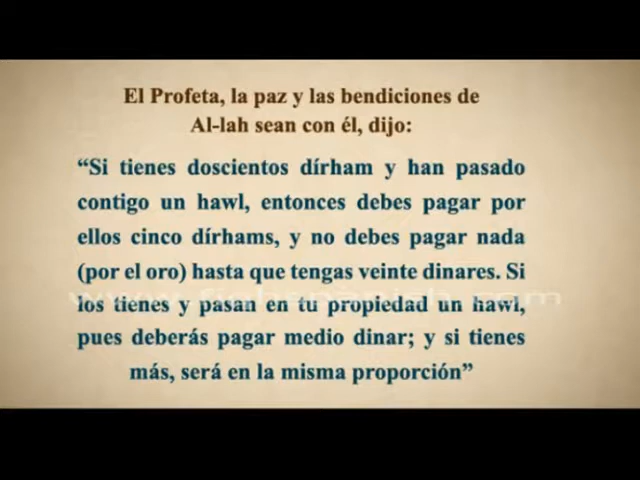 El Profeta, la paz y las bendiciones de
Al-lah sean con él, dijo:
“Si tienes doscientos dírham y han pasado
contigo un hawl, entonces debes pagar por
ellos cinco dírhams, y no debes pagar nada
(por el oro) hasta que tengas veinte dinares. Si
los tienes y pasan en tu propiedad un hawl,
pues deberás pagar medio dinar; y si tienes
más, será en la misma proporción”